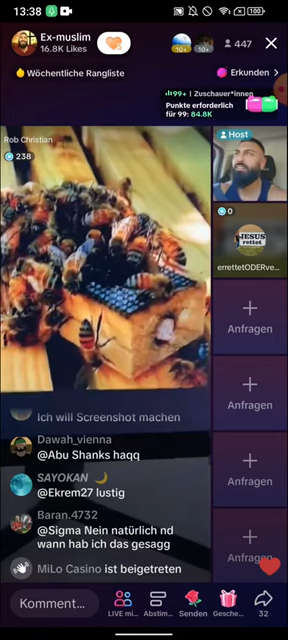 13:38
100
Ex-muslim
16.8K Likes
10+
10+
447
Wöchentliche Rangliste
Erkunden
99+ | Zuschauer*innen
Punkte erforderlich
für 99: 84.8K
Rob Christian
238
Host
0
JESUS
rettet
errettetODERve...
Anfragen
Anfragen
Anfragen
Anfragen
Ich will Screenshot machen
Dawah_vienna
@Abu Shanks haqq
SAYOKAN 🌙
@Ekrem27 lustig
Baran.4732
@Sigma Nein natürlich nd
wann hab ich das gesagg
MiLo Casino ist beigetreten
Komment...
LIVE mi...
Abstim...
Senden
Gesche...
32